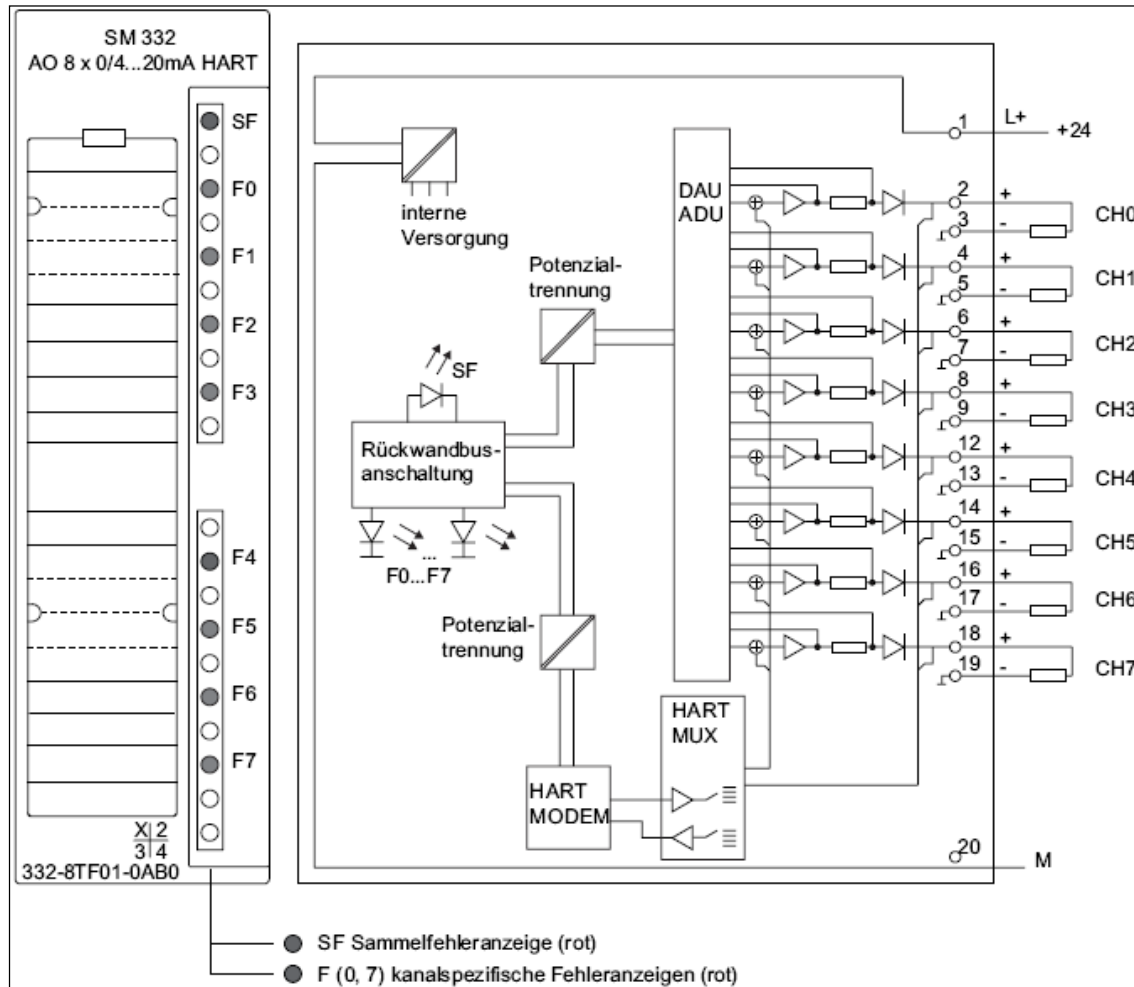 SM 332
AO 8 x 0/4...20mA HART
SF
F0
F1
F2
F3
F4
F5
F6
F7
X 2
3 4
332-8TF01-0AB0
interne
Versorgung
Potenzial-
trennung
SF
Rückwandbus-
anschaltung
F0...F7
...
Potenzial-
trennung
HART
MODEM
HART
MUX
DAU
ADU
1 L+ +24
2 +
3 - CH0
4 +
5 - CH1
6 +
7 - CH2
8 +
9 - CH3
12 +
13 - CH4
14 +
15 - CH5
16 +
17 - CH6
18 +
19 - CH7
20 M
SF Sammelfehleranzeige (rot)
F (0, 7) kanalspezifische Fehleranzeigen (rot)